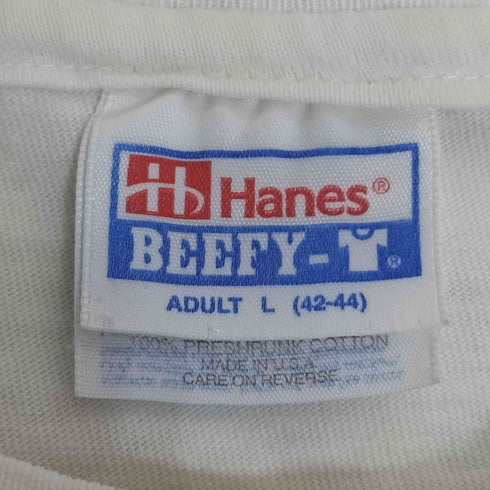 Hanes®
BEEFY-T®
ADULT L (42-44)
100% PRESHRUNK COTTON
MADE IN U.S.A
CARE ON REVERSE